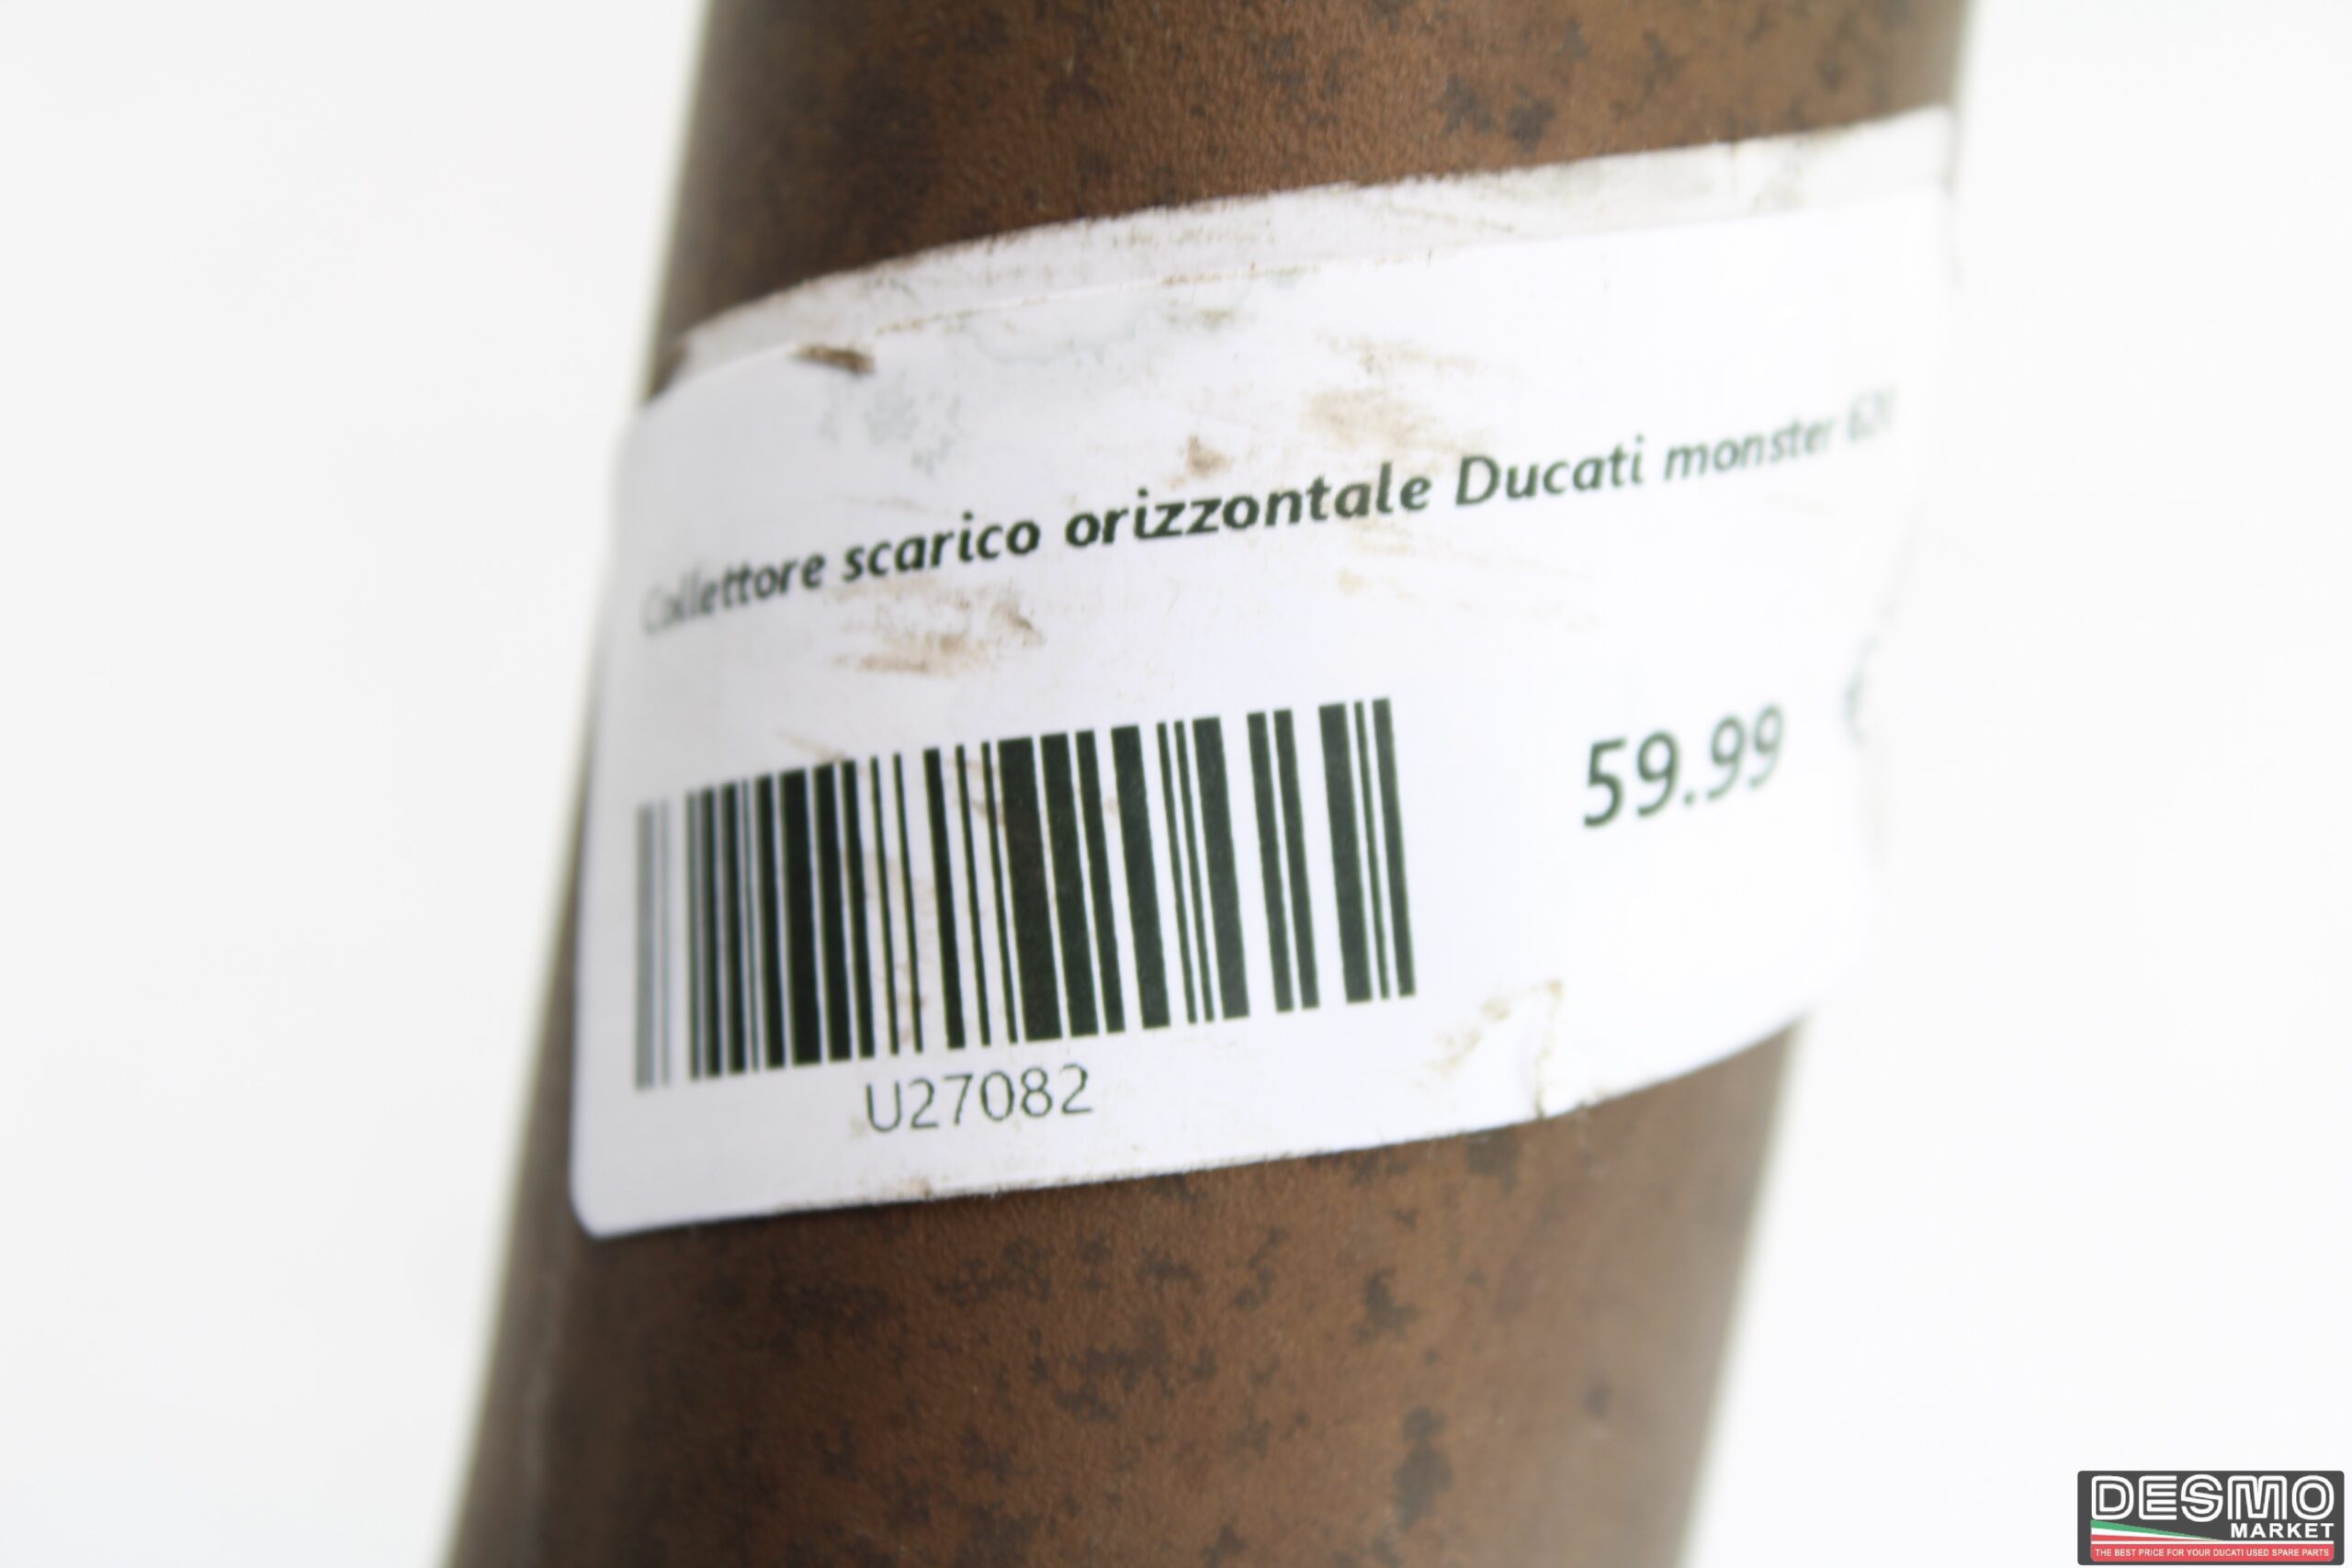 Collettore scarico orizzontale Ducati monster 620
59.99 €
U27082
DESMO
MARKET
THE BEST PRICE FOR YOUR DUCATI USED SPARE PARTS